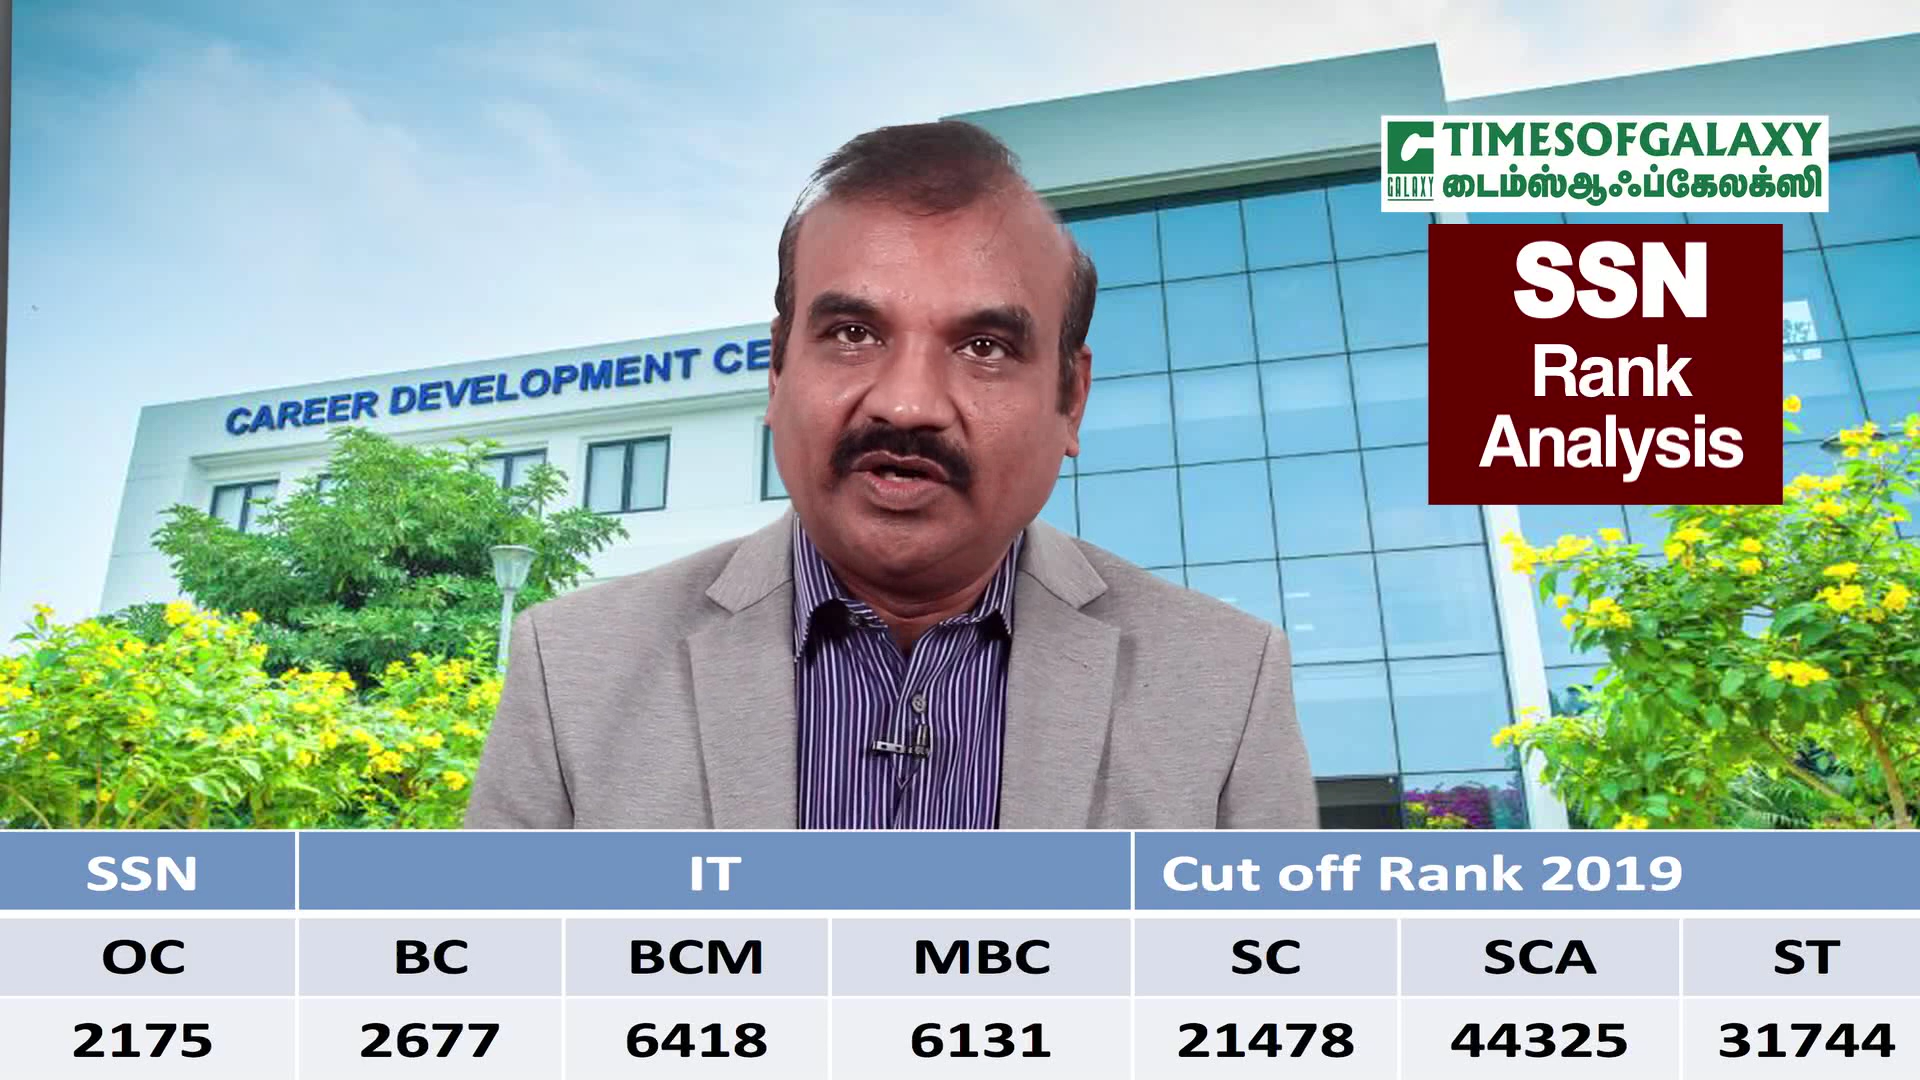 TIMESOFGALAXY
GALAXY
டைம்ஸ்ஆஃப்கேலக்ஸி
SSN
Rank
Analysis
CAREER DEVELOPMENT CE
SSN IT Cut off Rank 2019
OC BC BCM MBC SC SCA ST
2175 2677 6418 6131 21478 44325 31744